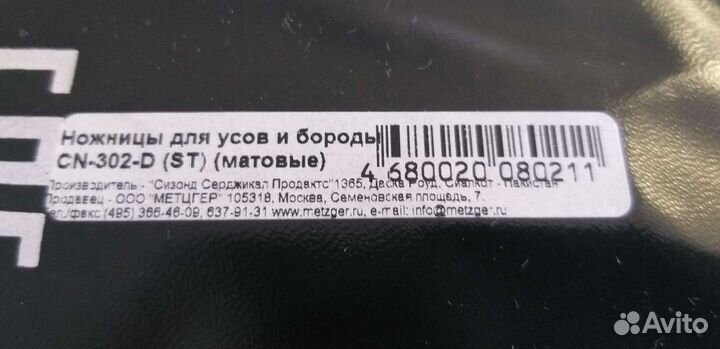 Ножницы для усов и бороды
CN-302-D (ST) (матовые)
4 680020 080211
Производитель - "Сизонд Серджикал Продактс"1365, Даска Роуд, Сиалкот - Пакистан
Продавец - ООО "МЕТЦГЕР" 105318, Москва, Семеновская площадь, 7.
ел./факс (495) 366-46-09, 637-91-31 www.metzger.ru, e-mail: info@metzger.ru
Avito